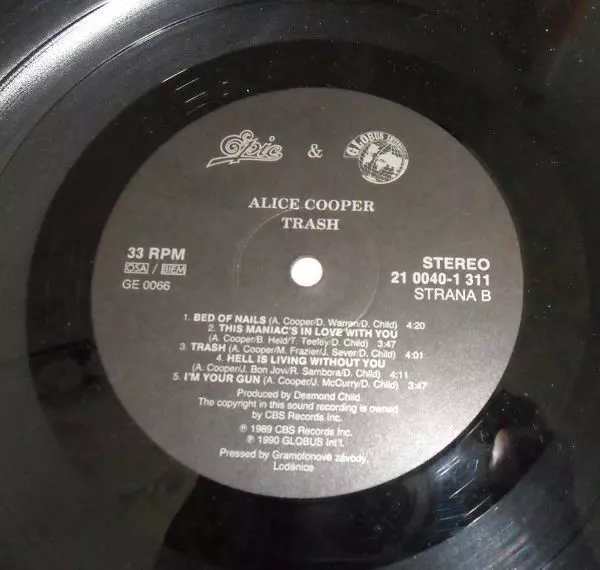 Epic & GLOBUS INTERNATIONAL
ALICE COOPER
TRASH
33 RPM
OSA / BIEM
GE 0066
STEREO
21 0040-1 311
STRANA B
1. BED OF NAILS (A. Cooper/D. Warren/D. Child) 4:20
2. THIS MANIAC'S IN LOVE WITH YOU
(A. Cooper/B. Held/T. Teefey/D. Child) 3:47
3. TRASH (A. Cooper/M. Frazier/J. Sever/D. Child) 4:01
4. HELL IS LIVING WITHOUT YOU
(A. Cooper/J. Bon Jovi/R. Sambora/D. Child) 4:11
5. I'M YOUR GUN (A. Cooper/J. McCurry/D. Child) 3:47
Produced by Desmond Child
The copyright in this sound recording is owned
by CBS Records Inc.
℗ 1989 CBS Records Inc.
℗ 1990 GLOBUS Int'l.
Pressed by Gramofonové závody,
Loděnice